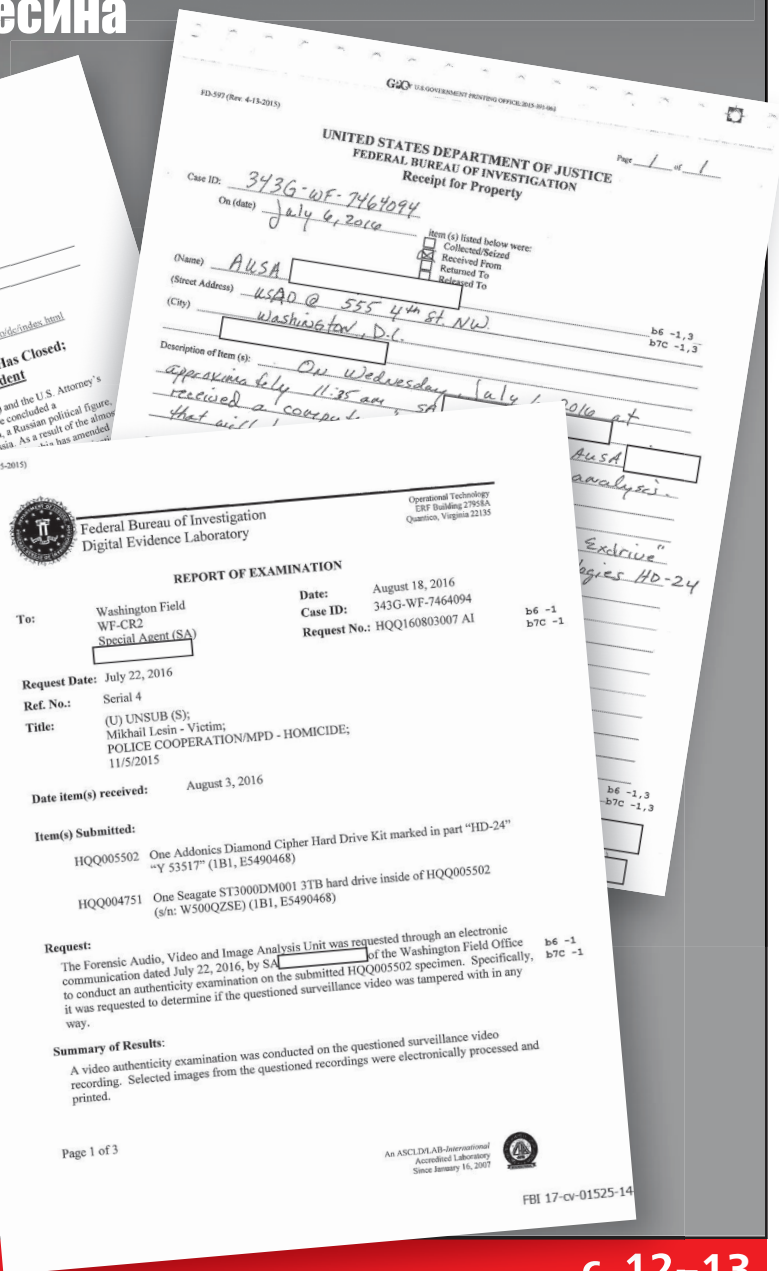 есина
GPO U.S. GOVERNMENT PRINTING OFFICE: 2015-391-064
FD-597 (Rev. 4-13-2015)
Page 1 of 1
UNITED STATES DEPARTMENT OF JUSTICE
FEDERAL BUREAU OF INVESTIGATION
Receipt for Property
Case ID: 343G-WF-7464094
On (date) July 6, 2016
item (s) listed below were:
Collected/Seized
Received From
Returned To
Released To
(Name) AUSA
(Street Address) USAO @ 555 4th St. NW
(City) Washington, D.C.
b6 -1,3
b7C -1,3
Description of Item (s): On Wednesday, July 2016 at
approximately 11:35 am, SA
received a
that will
AUSA
analysis.
Exdrive"
HD-24
b6 -1,3
b7C -1,3
o/dc/index.html
Has Closed;
dent
) and the U.S. Attorney's
e concluded a
, a Russian political figure,
sia. As a result of the almos
has amended
5-2015)
Federal Bureau of Investigation
Digital Evidence Laboratory
Operational Technology
ERF Building 27958A
Quantico, Virginia 22135
REPORT OF EXAMINATION
To: Washington Field
WF-CR2
Special Agent (SA)
Date: August 18, 2016
Case ID: 343G-WF-7464094
Request No.: HQQ160803007 AI
b6 -1
b7C -1
Request Date: July 22, 2016
Ref. No.: Serial 4
Title: (U) UNSUB (S);
Mikhail Lesin - Victim;
POLICE COOPERATION/MPD - HOMICIDE;
11/5/2015
Date item(s) received: August 3, 2016
Item(s) Submitted:
HQQ005502 One Addonics Diamond Cipher Hard Drive Kit marked in part “HD-24”
“Y 53517” (1B1, E5490468)
HQQ004751 One Seagate ST3000DM001 3TB hard drive inside of HQQ005502
(s/n: W500QZSE) (1B1, E5490468)
Request:
The Forensic Audio, Video and Image Analysis Unit was requested through an electronic
communication dated July 22, 2016, by SA of the Washington Field Office
to conduct an authenticity examination on the submitted HQQ005502 specimen. Specifically,
it was requested to determine if the questioned surveillance video was tampered with in any
way.
b6 -1
b7C -1
Summary of Results:
A video authenticity examination was conducted on the questioned surveillance video
recording. Selected images from the questioned recordings were electronically processed and
printed.
Page 1 of 3
An ASCLD/LAB-International
Accredited Laboratory
Since January 16, 2007
FBI 17-cv-01525-14
с. 12–13